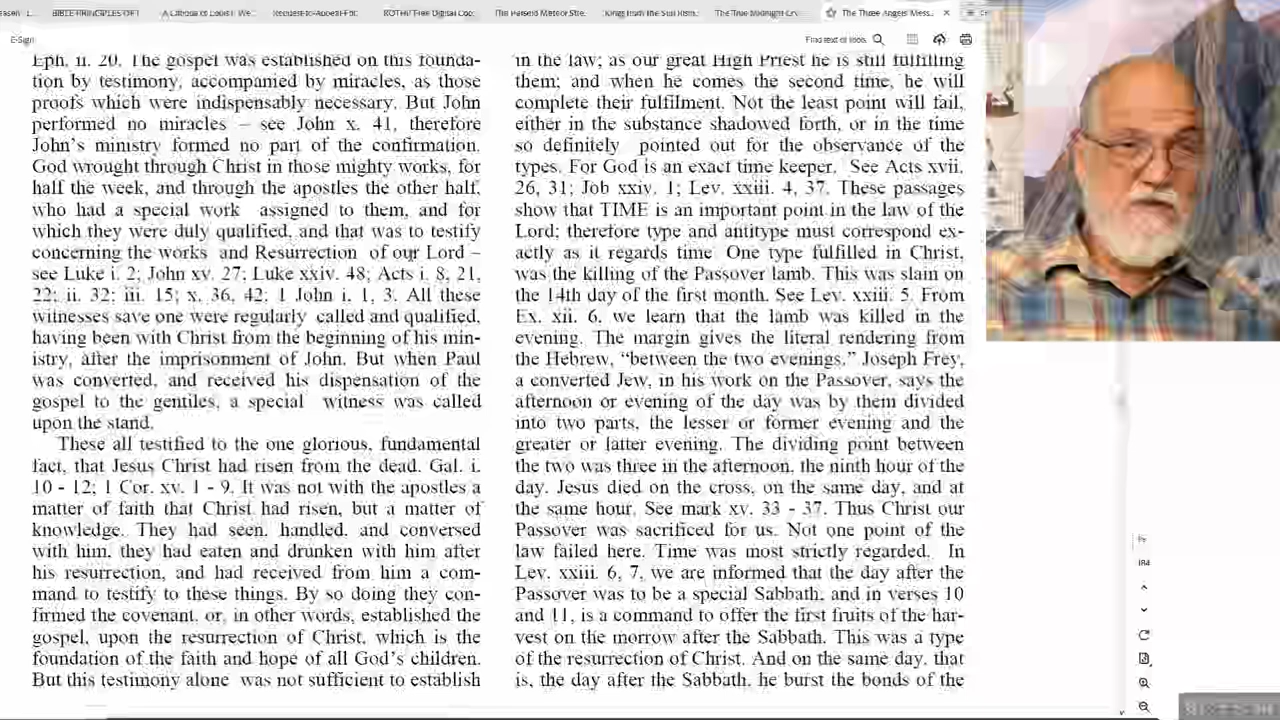 BIBLE PRINCIPLES OF I
The Three Angels' Mess...
E-Sign
Find text or tools
Eph. ii. 20. The gospel was established on this founda-
tion by testimony, accompanied by miracles, as those
proofs which were indispensably necessary. But John
performed no miracles – see John x. 41, therefore
John's ministry formed no part of the confirmation.
God wrought through Christ in those mighty works, for
half the week, and through the apostles the other half,
who had a special work assigned to them, and for
which they were duly qualified, and that was to testify
concerning the works and Resurrection of our Lord –
see Luke i. 2; John xv. 27; Luke xxiv. 48; Acts i. 8, 21,
22; ii. 32; iii. 15; x. 36, 42; 1 John i. 1, 3. All these
witnesses save one were regularly called and qualified,
having been with Christ from the beginning of his min-
istry, after the imprisonment of John. But when Paul
was converted, and received his dispensation of the
gospel to the gentiles, a special witness was called
upon the stand.
These all testified to the one glorious, fundamental
fact, that Jesus Christ had risen from the dead. Gal. i.
10 - 12; 1 Cor. xv. 1 - 9. It was not with the apostles a
matter of faith that Christ had risen, but a matter of
knowledge. They had seen, handled, and conversed
with him, they had eaten and drunken with him after
his resurrection, and had received from him a com-
mand to testify to these things. By so doing they con-
firmed the covenant, or, in other words, established the
gospel, upon the resurrection of Christ, which is the
foundation of the faith and hope of all God's children.
But this testimony alone was not sufficient to establish
in the law; as our great High Priest he is still fulfilling
them; and when he comes the second time, he will
complete their fulfilment. Not the least point will fail,
either in the substance shadowed forth, or in the time
so definitely pointed out for the observance of the
types. For God is an exact time keeper. See Acts xvii.
26, 31; Job xxiv. 1; Lev. xxiii. 4, 37. These passages
show that TIME is an important point in the law of the
Lord; therefore type and antitype must correspond ex-
actly as it regards time. One type fulfilled in Christ,
was the killing of the Passover lamb. This was slain on
the 14th day of the first month. See Lev. xxiii. 5. From
Ex. xii. 6, we learn that the lamb was killed in the
evening. The margin gives the literal rendering from
the Hebrew, "between the two evenings." Joseph Frey,
a converted Jew, in his work on the Passover, says the
afternoon or evening of the day was by them divided
into two parts, the lesser or former evening and the
greater or latter evening. The dividing point between
the two was three in the afternoon, the ninth hour of the
day. Jesus died on the cross, on the same day, and at
the same hour. See mark xv. 33 - 37. Thus Christ our
Passover was sacrificed for us. Not one point of the
law failed here. Time was most strictly regarded. In
Lev. xxiii. 6, 7, we are informed that the day after the
Passover was to be a special Sabbath, and in verses 10
and 11, is a command to offer the first fruits of the har-
vest on the morrow after the Sabbath. This was a type
of the resurrection of Christ. And on the same day, that
is, the day after the Sabbath, he burst the bonds of the
184